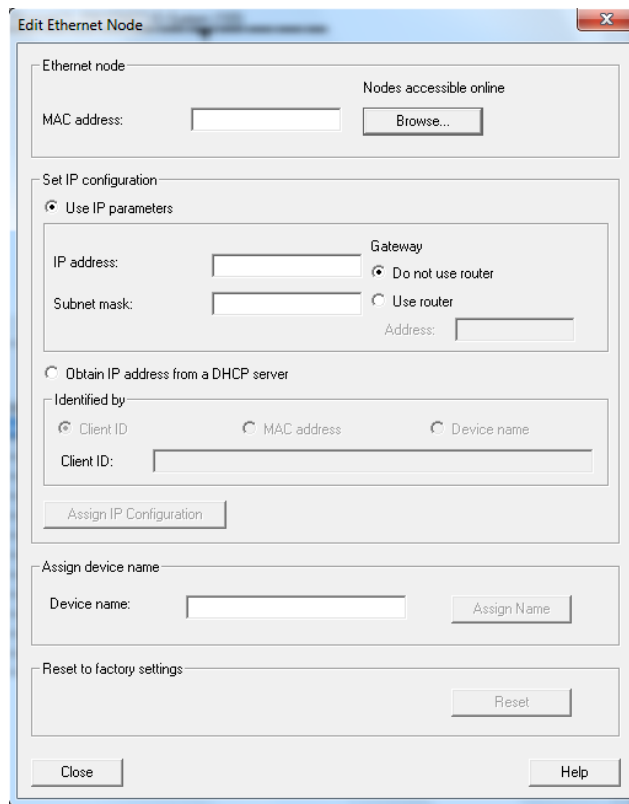 Edit Ethernet Node
Ethernet node
Nodes accessible online
MAC address:
Browse...
Set IP configuration
Use IP parameters
Gateway
IP address:
Do not use router
Subnet mask:
Use router
Address:
Obtain IP address from a DHCP server
Identified by
Client ID MAC address Device name
Client ID:
Assign IP Configuration
Assign device name
Device name:
Assign Name
Reset to factory settings
Reset
Close Help